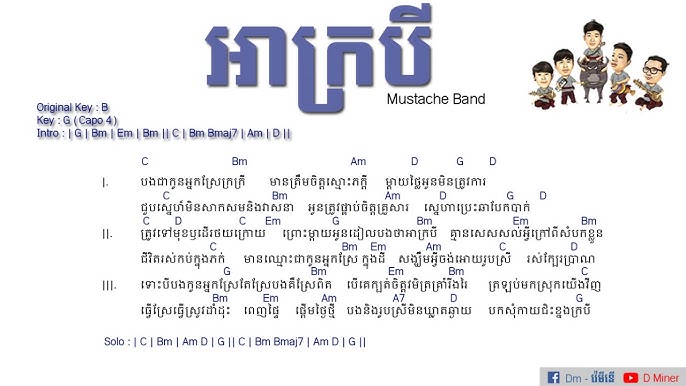 អាក្របី
Mustache Band
Original Key : B
Key : G ( Capo 4 )
Intro : | G | Bm | Em | Bm || C | Bm Bmaj7 | Am | D ||
C Bm Am D G D
|. បងជាកូនអ្នកស្រែក្រក្រី មានត្រឹមចិត្តស្មោះភក្តី ម្តាយថ្លៃអូនមិនត្រូវការ
C Bm Am D G D
ជួបស្នេហ៍មិនសាកសមនិងវាសនា អូនត្រូវផ្គាប់ចិត្តគ្រូសារ ស្នេហាប្រេះឆាបែកបាក់
C D C Em Bm Em Bm
||. ត្រូវទៅមុខឬដើរថយក្រោយ ព្រោះម្តាយអូនដៀលបងថាអាក្របី គ្មានសេសសល់អ្វីក្រៅពីសំបកខ្លួន
C Bm Em Am C D
ជីវិតរស់កប់ក្នុងភក់ មានឈ្មោះជាកូនអ្នកស្រែ ក្នុងដី សង្ឃឹមអ្វីចង់អោយរូបស្រី រស់ក្បែរប្រាណ
G Bm Em Bm C G
|||. ទោះបីបងកូនអ្នកស្រែតែស្រែបងគឺស្រែពិត បើគេក្បត់ចិត្តវមិត្តគ្រាំរីងរែ ត្រឡប់មកស្រុកយើងវិញ
Bm Em Am A7 D G
ធ្វើស្រែធ្វើស្រូវដាំដុះ ពេញផ្ទៃ ផ្តើមថ្ងៃថ្មី បងនិងរូបស្រីមិនឃ្លាតឆ្ងាយ បកសុំកាយជិះខ្នងក្របី
Solo : | C | Bm | Am D | G || C | Bm Bmaj7 | Am D | G ||
Dm - រ៉េមីនើ D Miner